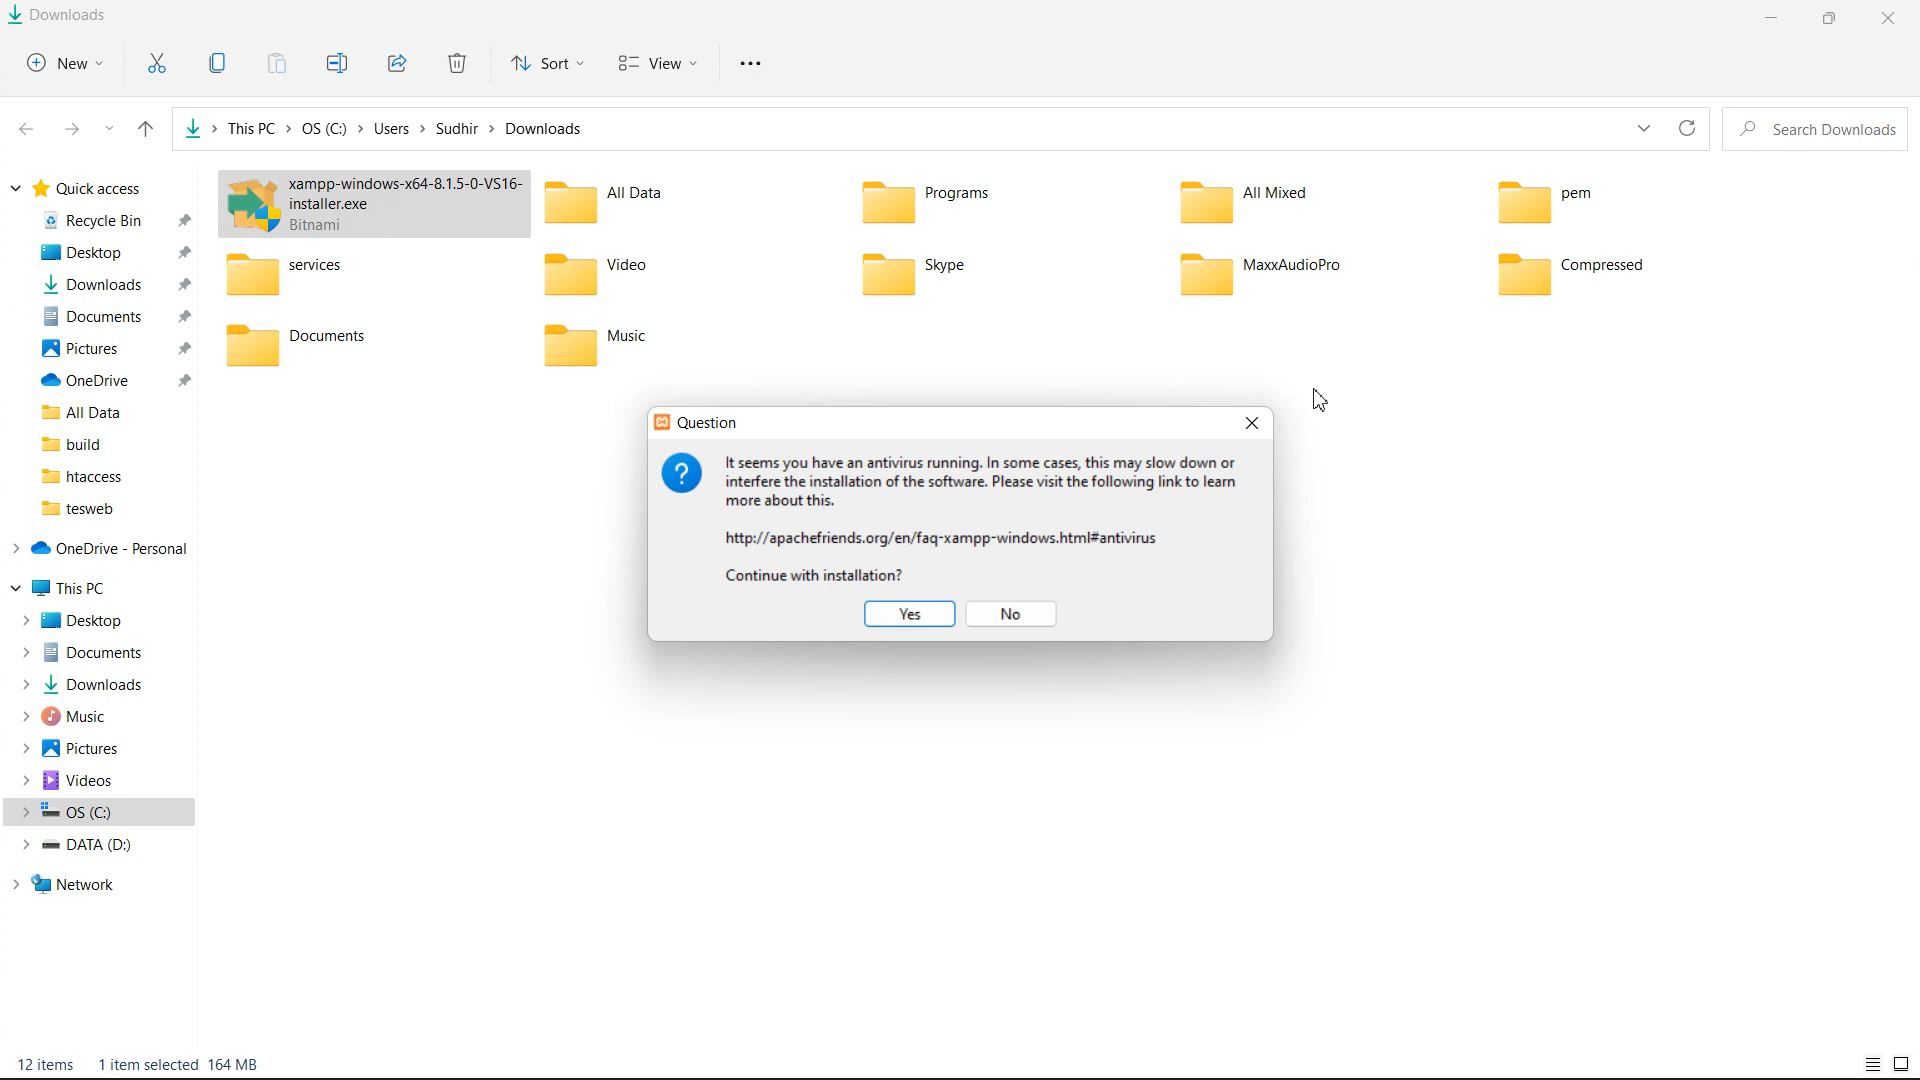 Downloads
New
Sort
View
This PC > OS (C:) > Users > Sudhir > Downloads
Search Downloads
Quick access
Recycle Bin
Desktop
Downloads
Documents
Pictures
OneDrive
All Data
build
htaccess
tesweb
OneDrive - Personal
This PC
Desktop
Documents
Downloads
Music
Pictures
Videos
OS (C:)
DATA (D:)
Network
xampp-windows-x64-8.1.5-0-VS16-
installer.exe
Bitnami
All Data
Programs
All Mixed
pem
services
Video
Skype
MaxxAudioPro
Compressed
Documents
Music
Question
It seems you have an antivirus running. In some cases, this may slow down or
interfere the installation of the software. Please visit the following link to learn
more about this.
http://apachefriends.org/en/faq-xampp-windows.html#antivirus
Continue with installation?
Yes
No
12 items
1 item selected 164 MB